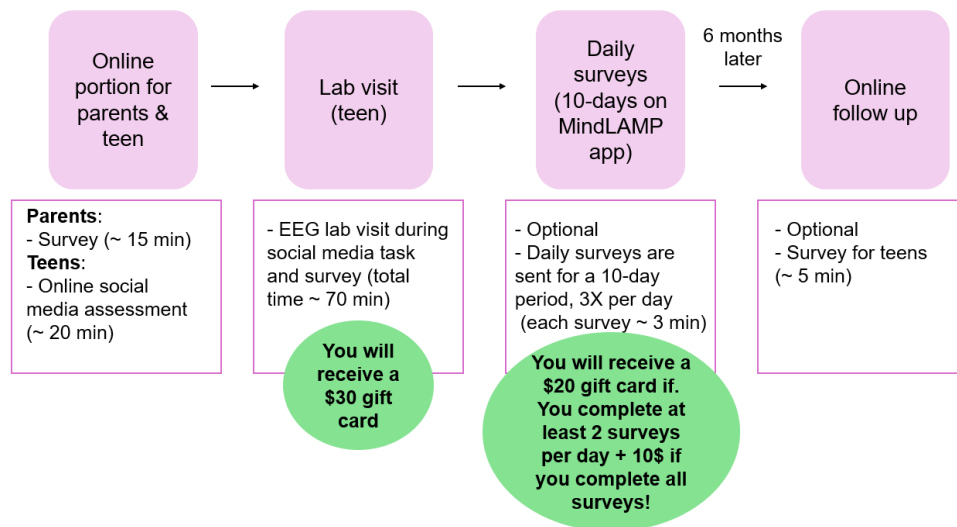 Online
portion for
parents &
teen
Lab visit
(teen)
Daily
surveys
(10-days on
MindLAMP
app)
6 months
later
Online
follow up
Parents:
- Survey (~ 15 min)
Teens:
- Online social
media assessment
(~ 20 min)
- EEG lab visit during
social media task
and survey (total
time ~ 70 min)
You will
receive a
$30 gift
card
- Optional
- Daily surveys are
sent for a 10-day
period, 3X per day
(each survey ~ 3 min)
You will receive a
$20 gift card if.
You complete at
least 2 surveys
per day + 10$ if
you complete all
surveys!
- Optional
- Survey for teens
(~ 5 min)